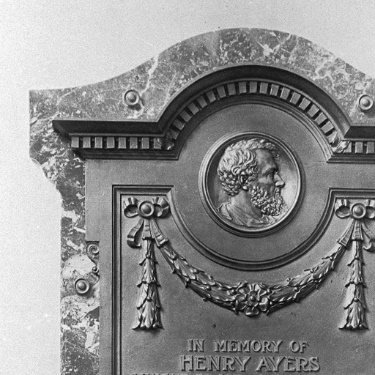 IN MEMORY OF
HENRY AYERS